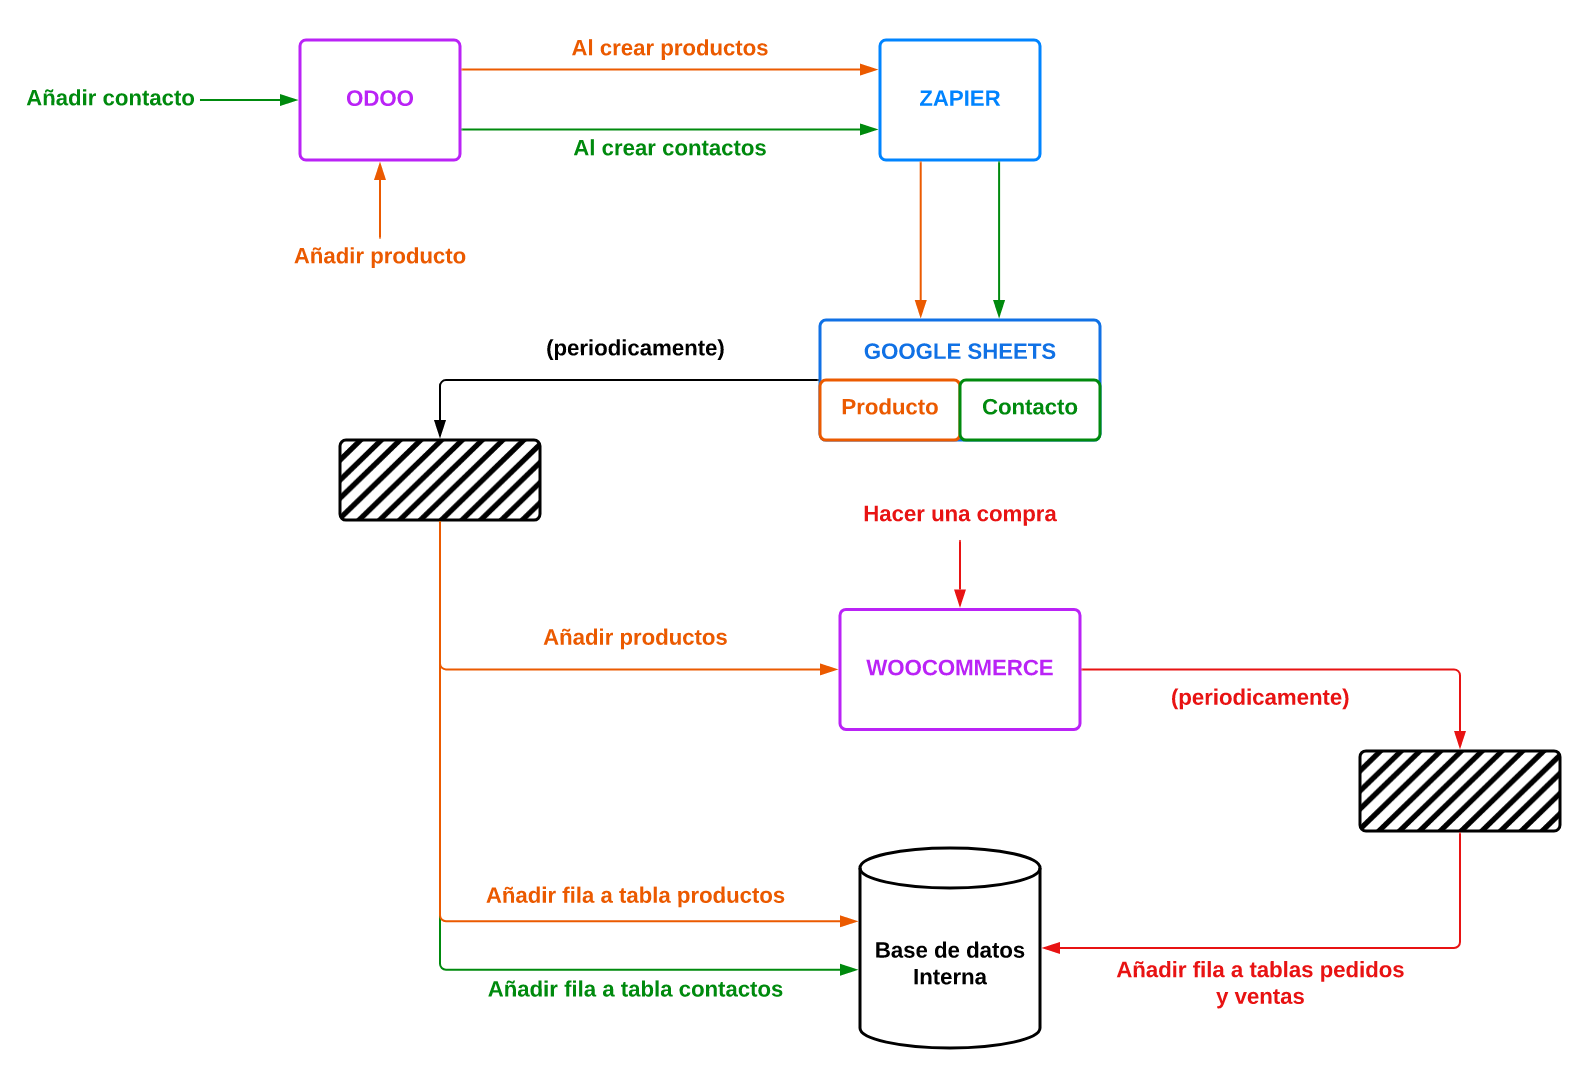 Al crear productos
Añadir contacto
ODOO
ZAPIER
Al crear contactos
Añadir producto
(periodicamente)
GOOGLE SHEETS
Producto
Contacto
Hacer una compra
Añadir productos
WOOCOMMERCE
(periodicamente)
Añadir fila a tabla productos
Base de datos
Interna
Añadir fila a tabla contactos
Añadir fila a tablas pedidos
y ventas